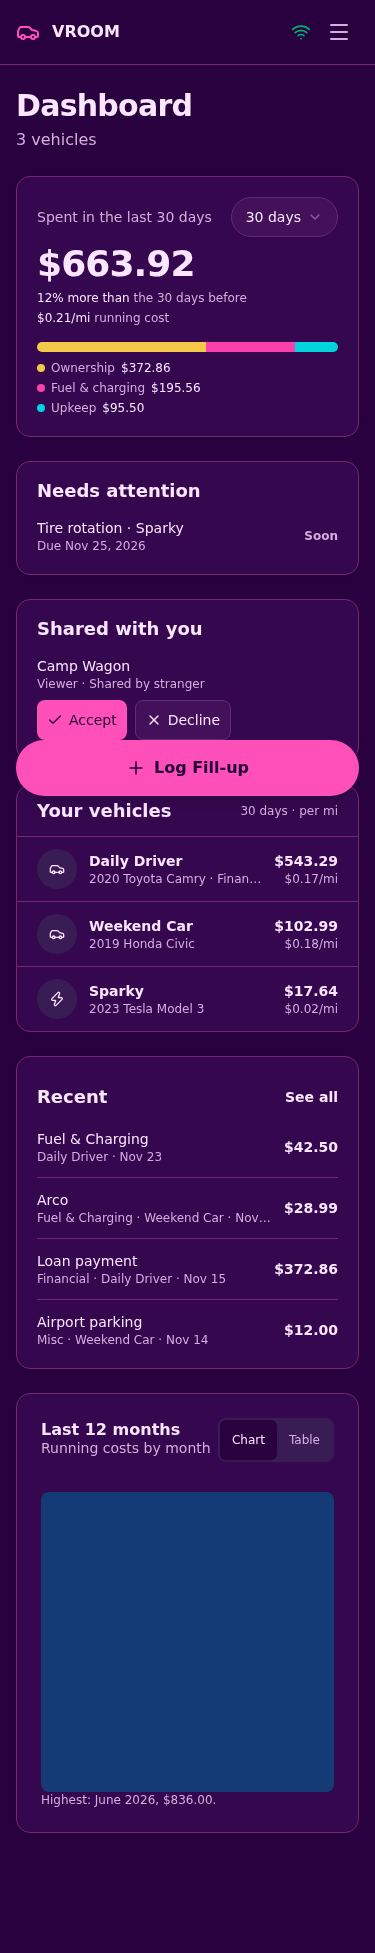 VROOM
Dashboard
3 vehicles
Spent in the last 30 days
30 days
$663.92
12% more than the 30 days before
$0.21/mi running cost
Ownership $372.86
Fuel & charging $195.56
Upkeep $95.50
Needs attention
Tire rotation · Sparky
Due Nov 25, 2026
Soon
Shared with you
Camp Wagon
Viewer · Shared by stranger
Accept
Decline
Log Fill-up
Your vehicles
30 days · per mi
Daily Driver
$543.29
2020 Toyota Camry · Finan...
$0.17/mi
Weekend Car
$102.99
2019 Honda Civic
$0.18/mi
Sparky
$17.64
2023 Tesla Model 3
$0.02/mi
Recent
See all
Fuel & Charging
Daily Driver · Nov 23
$42.50
Arco
Fuel & Charging · Weekend Car · Nov...
$28.99
Loan payment
Financial · Daily Driver · Nov 15
$372.86
Airport parking
Misc · Weekend Car · Nov 14
$12.00
Last 12 months
Running costs by month
Chart
Table
Highest: June 2026, $836.00.